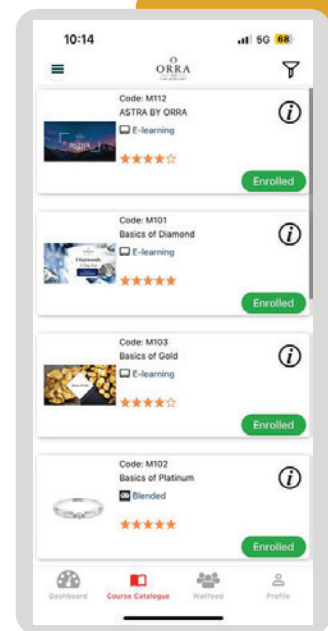 10:14
5G 68
ORRA
Code: M112
ASTRA BY ORRA
E-learning
Enrolled
Code: M101
Basics of Diamond
E-learning
Enrolled
Code: M103
Basics of Gold
E-learning
Enrolled
Code: M102
Basics of Platinum
Blended
Enrolled
Dashboard
Course Catalogue
Wallfeed
Profile